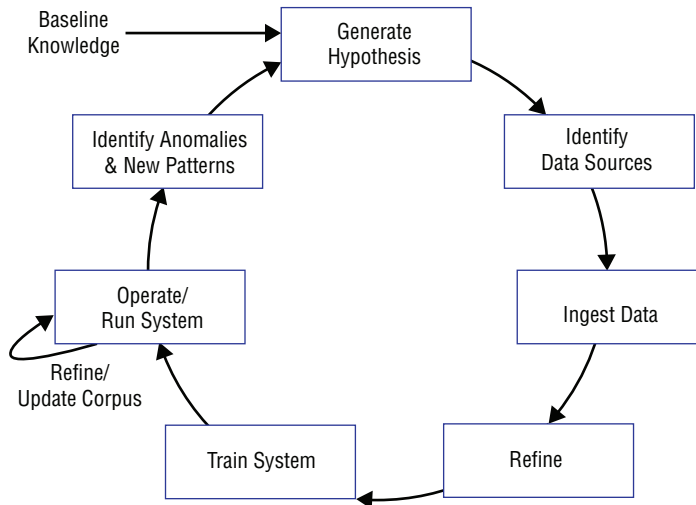 Baseline
Knowledge
Generate
Hypothesis
Identify Anomalies
& New Patterns
Identify
Data Sources
Operate/
Run System
Ingest Data
Refine/
Update Corpus
Train System
Refine